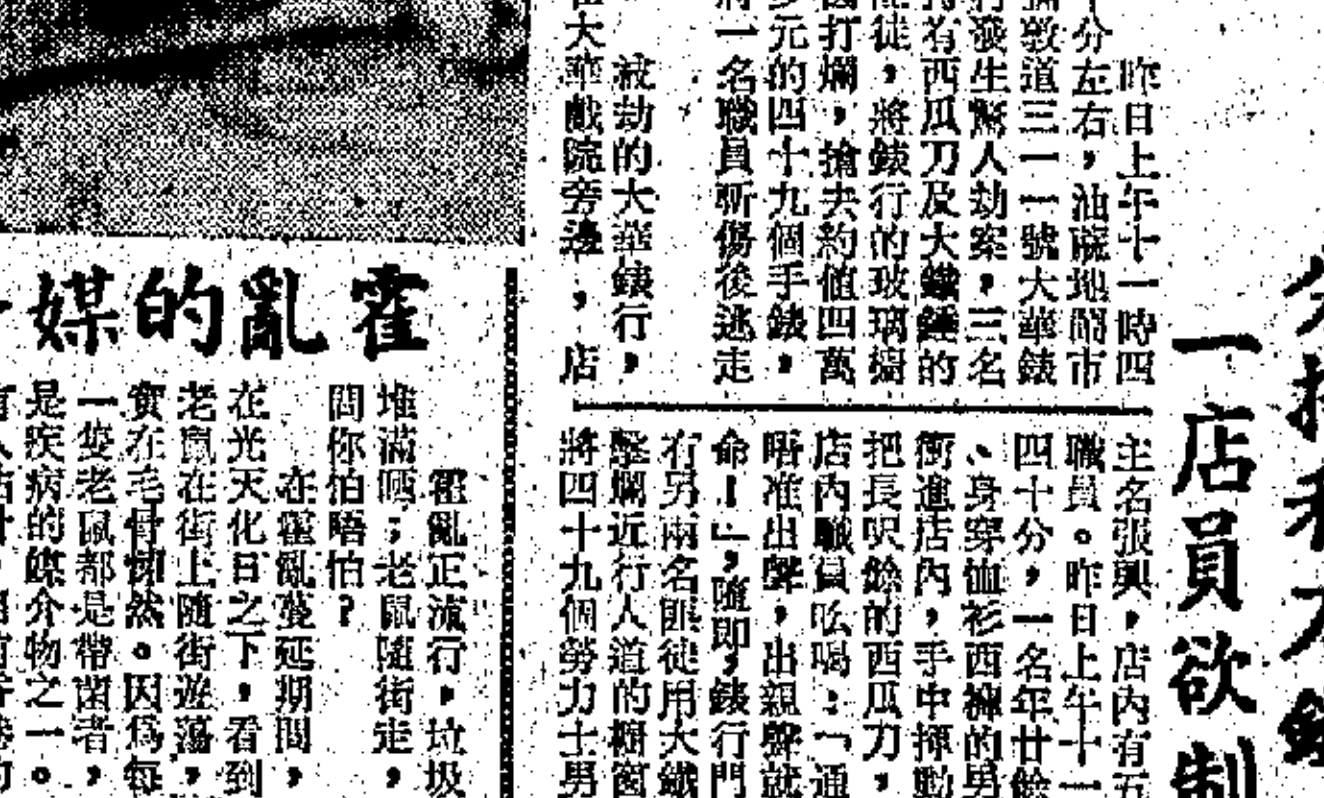 一店員欲制
昨日上午十一時四
分左右，油蔴地鬧市
敦道三一一號大華錶
發生驚人劫案，三名
持有西瓜刀及大鐵錘的
徒，將錶行的玻璃櫥
打爛，搶去約值四萬
多元的四十九個手錶，
將一名職員斬傷後逃走
被劫的大華錶行，
在大華戲院旁邊，店
主名張興，店內有五
職員。昨日上午十一
四十分，一名年廿餘
、身穿恤衫西褲的男
衝進店內，手中揮動
把長呎餘的西瓜刀，
店內職員吆喝：「通
唔准出聲，出親聲就
命！」，隨即，錶行門
有另兩名匪徒用大鐵
擊爛近行人道的櫥窗
將四十九個勞力士男
霍亂的媒
霍亂正流行，垃圾
堆滿哂；老鼠隨街走，
問你怕唔怕？
在霍亂蔓延期間，
在光天化日之下，看到
老鼠在街上隨街遊蕩，
實在毛骨悚然。因爲每
一隻老鼠都是帶菌者，
是疾病的媒介物之一。